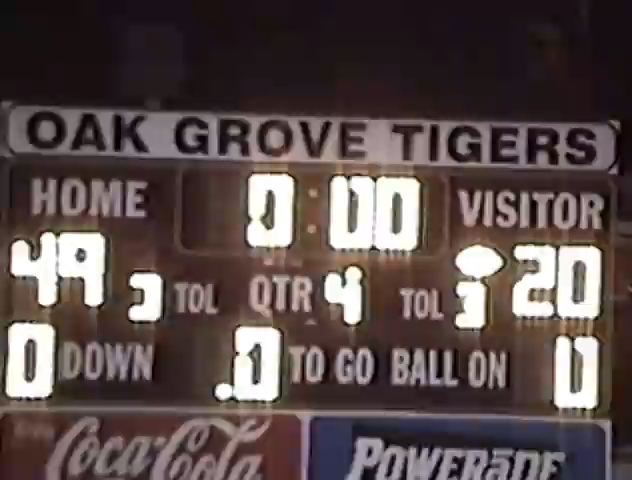 OAK GROVE TIGERS
HOME 0:00 VISITOR
49 3 TOL QTR 4 TOL 3 20
0 DOWN .0 TO GO BALL ON 0
Coca-Cola POWERADE